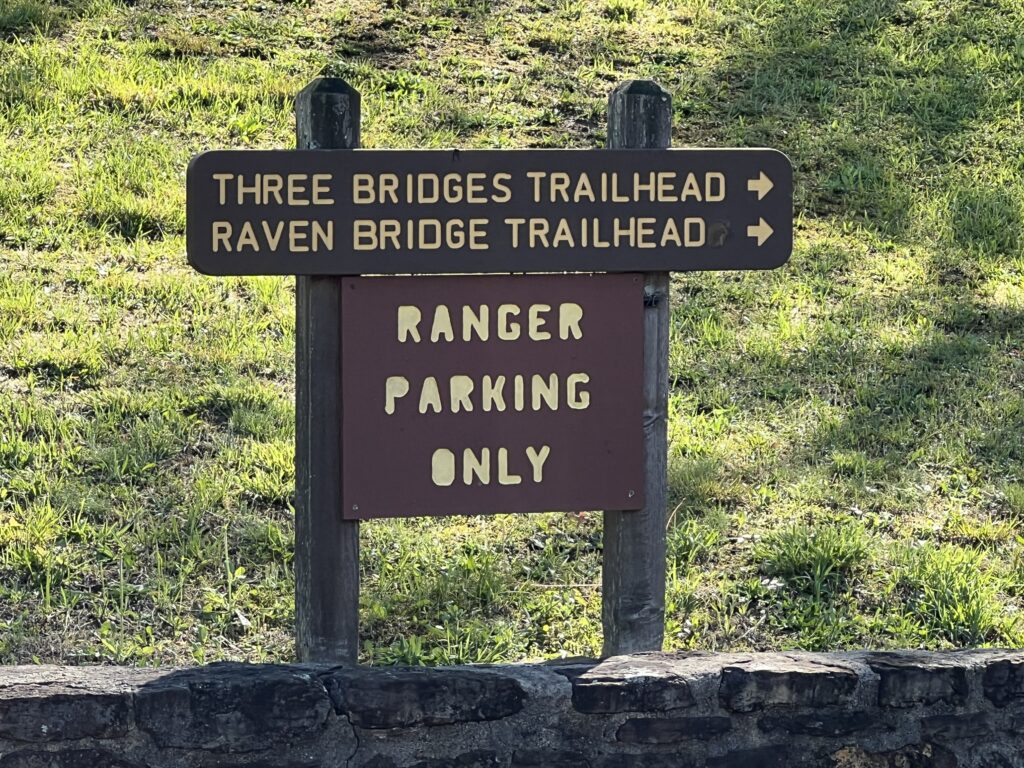 THREE BRIDGES TRAILHEAD →
RAVEN BRIDGE TRAILHEAD →
RANGER
PARKING
ONLY